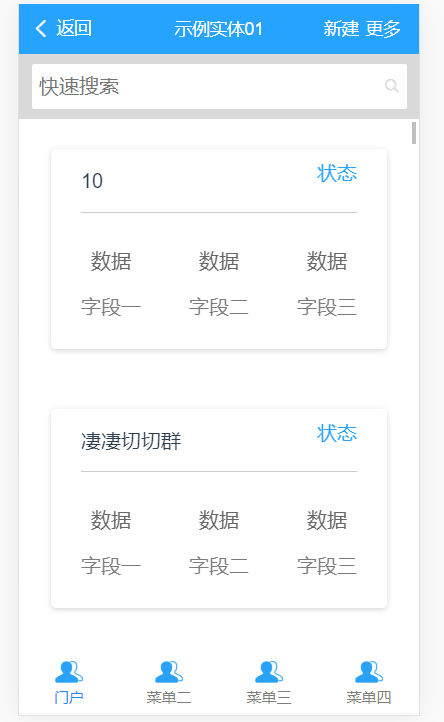 返回 示例实体01 新建 更多
快速搜索
10 状态
数据 数据 数据
字段一 字段二 字段三
凄凄切切群 状态
数据 数据 数据
字段一 字段二 字段三
门户 菜单二 菜单三 菜单四